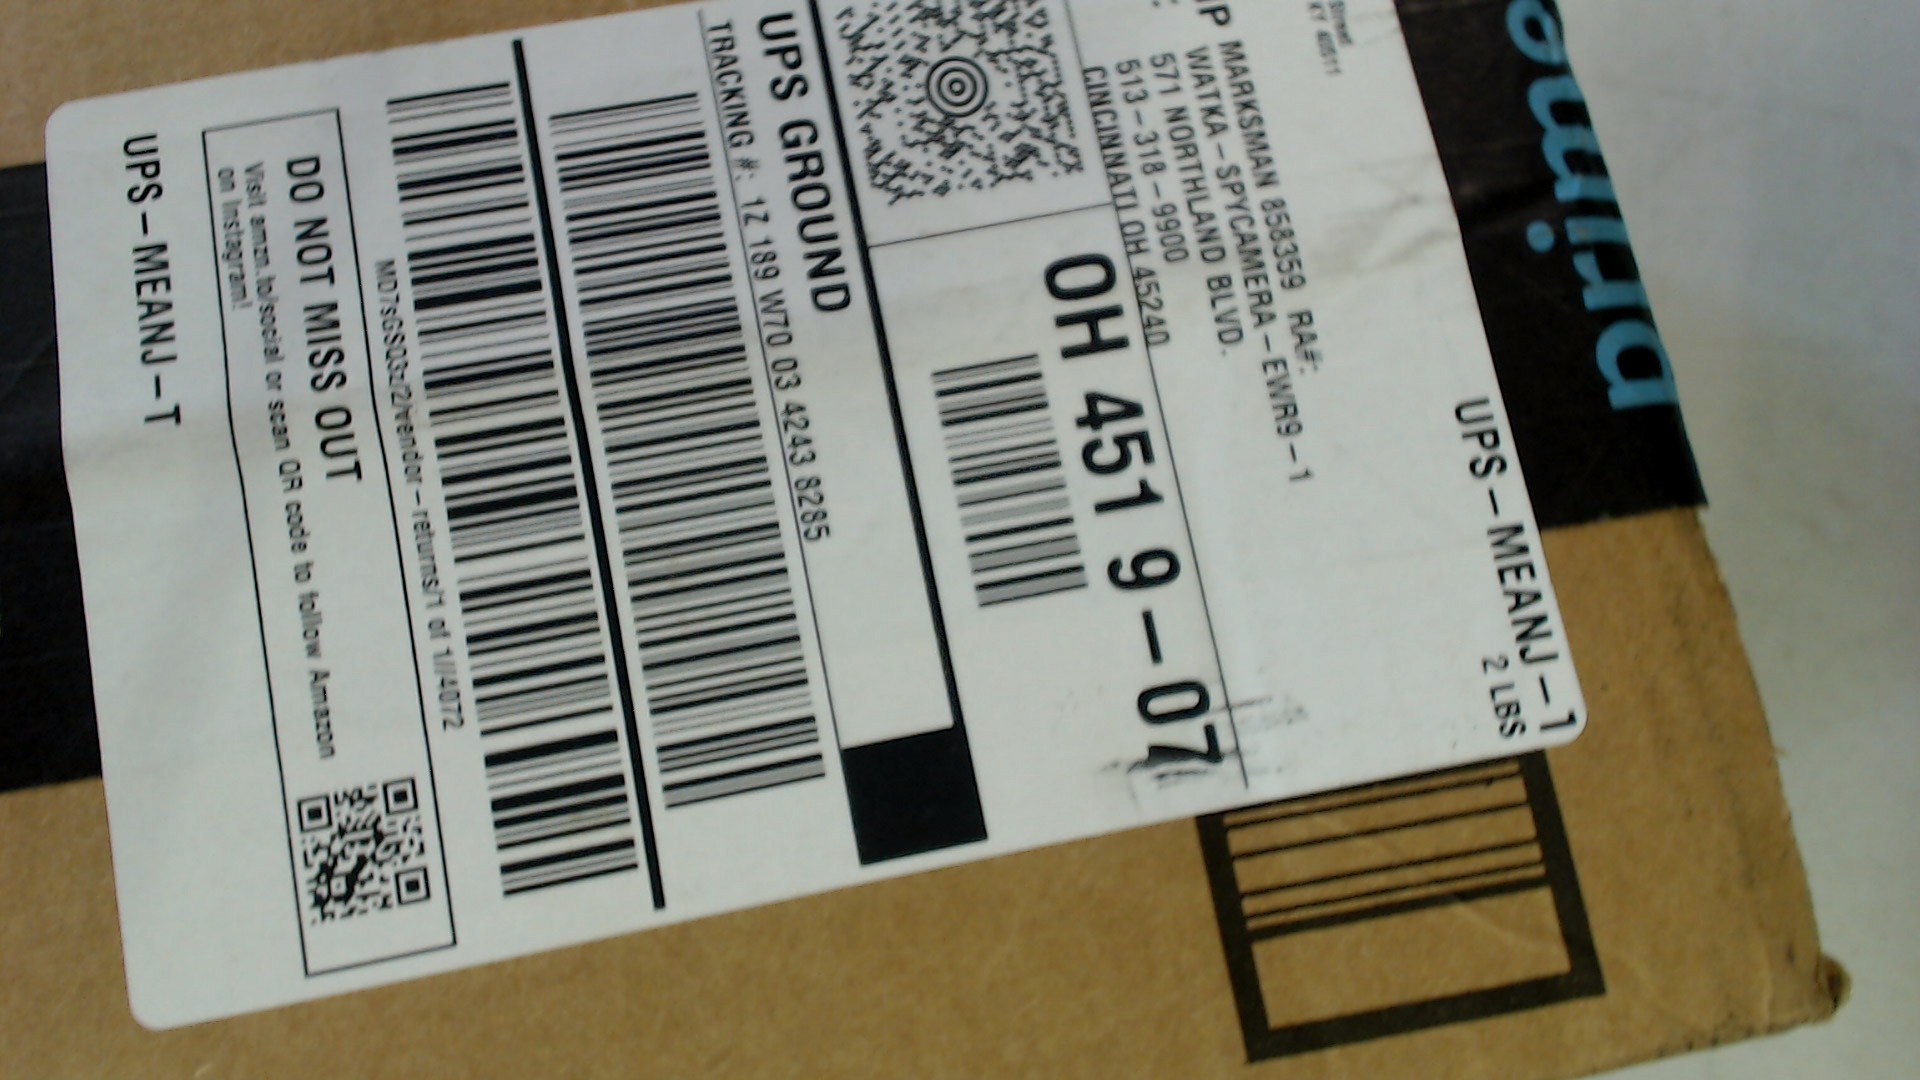 Street
KY 40511
UPS-MEANJ-1
2 LBS
IP MARKSMAN 858359 RA#:
WATKA-SPYCAMERA-EWR9-1
571 NORTHLAND BLVD.
513-318-9900
CINCINNATI OH 45240
OH 451 9-07
UPS GROUND
TRACKING #: 1Z 189 W70 03 4243 8285
/vendor-returns/1 of 1//4072
DO NOT MISS OUT
Visit amzn.to/social or scan QR code to follow Amazon
on Instagram!
UPS-MEANJ-T
prime